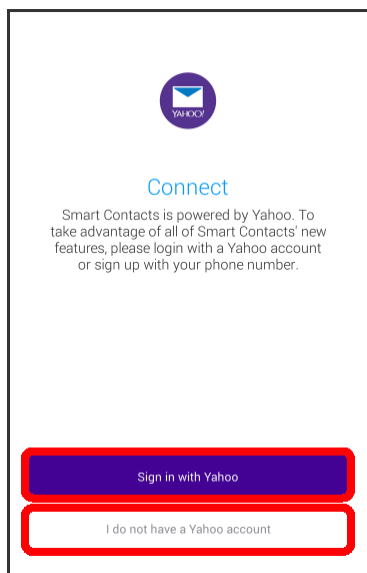 YAHOO!
Connect
Smart Contacts is powered by Yahoo. To
take advantage of all of Smart Contacts' new
features, please login with a Yahoo account
or sign up with your phone number.
Sign in with Yahoo
I do not have a Yahoo account